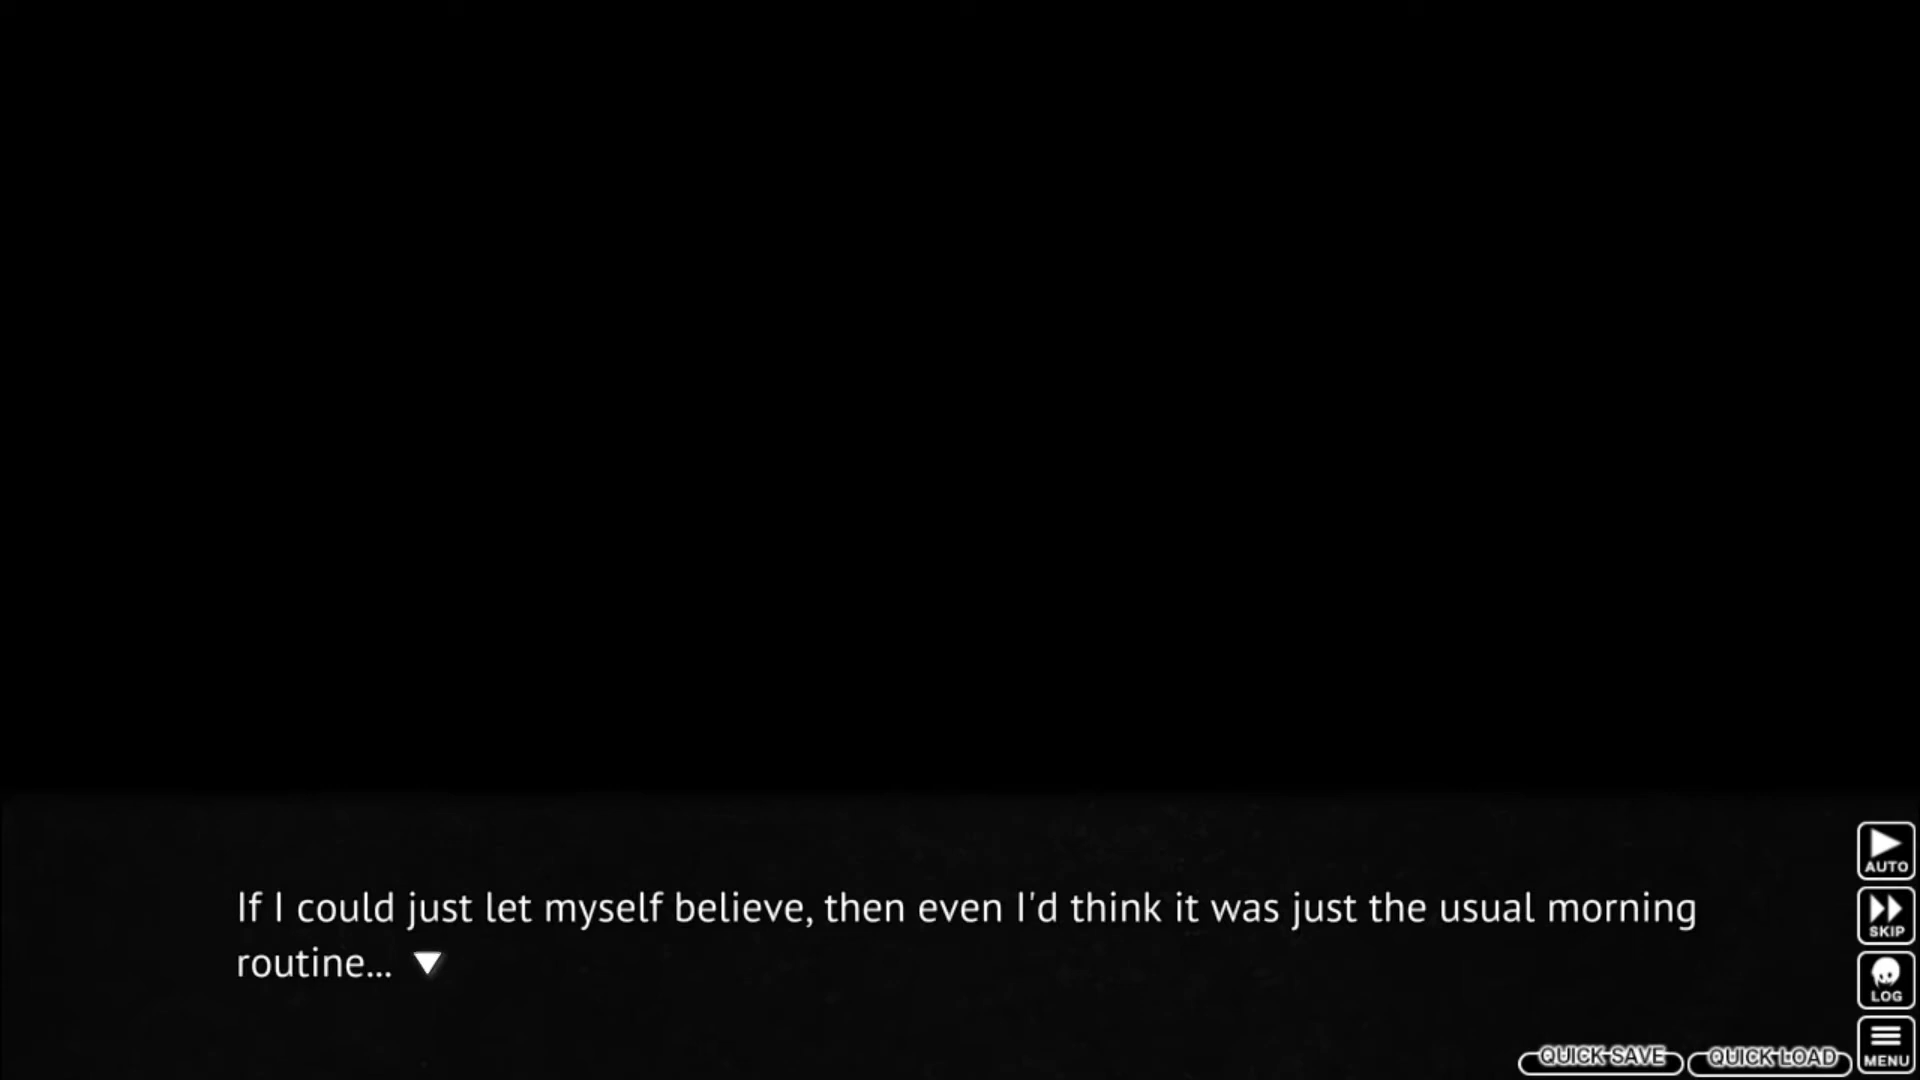 If I could just let myself believe, then even I'd think it was just the usual morning
routine...
AUTO
SKIP
LOG
MENU
QUICK SAVE
QUICK LOAD